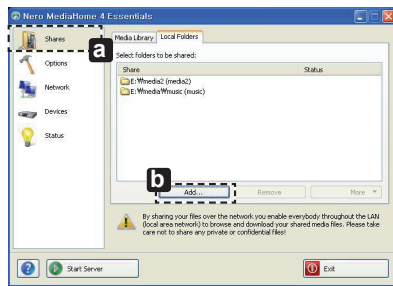 Nero MediaHome 4 Essentials
Shares
a
Options
Network
Devices
Status
Media Library
Local Folders
Select folders to be shared:
Share
Status
E:₩media2 (media2)
E:₩media₩music (music)
b
Add...
Remove
More
By sharing your files over the network you enable everybody throughout the LAN
(local area network) to browse and download your shared media files. Please take
care not to share any private or confidential files!
?
Start Server
Exit